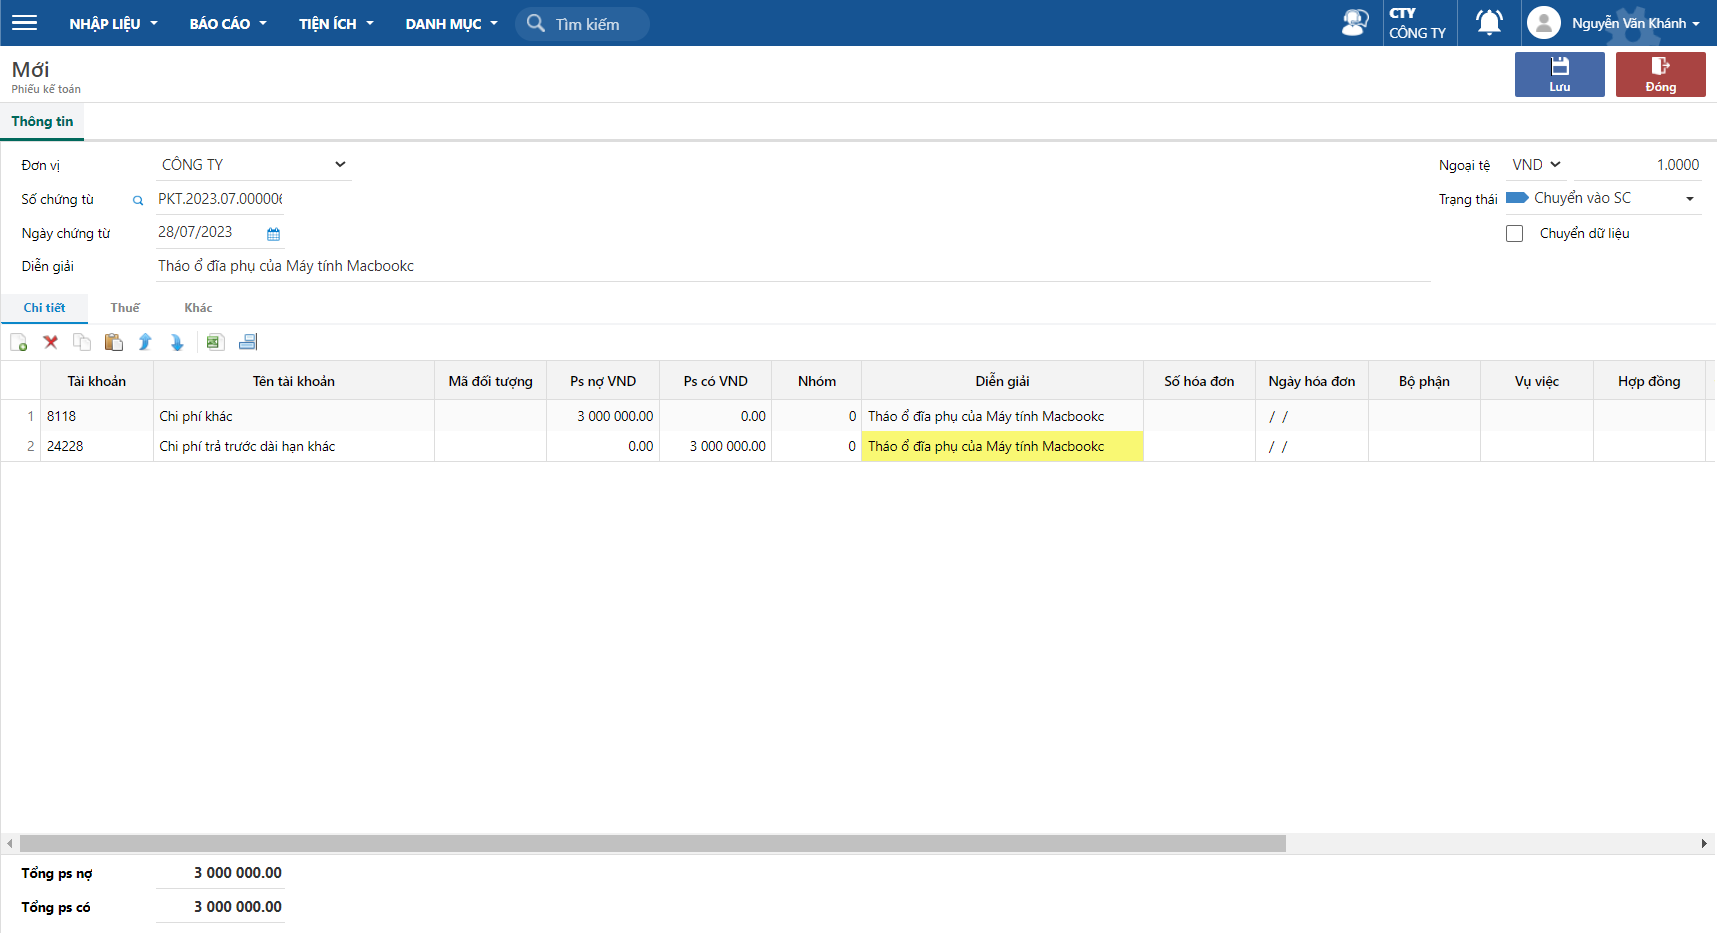 NHẬP LIỆU BÁO CÁO TIỆN ÍCH DANH MỤC Tìm kiếm CTY Nguyễn Văn Khánh
CÔNG TY
Mới
Phiếu kế toán
Lưu Đóng
Thông tin
Đơn vị CÔNG TY Ngoại tệ VND 1.0000
Số chứng từ PKT.2023.07.000006 Trạng thái Chuyển vào SC
Ngày chứng từ 28/07/2023 Chuyển dữ liệu
Diễn giải Tháo ổ đĩa phụ của Máy tính Macbookc
Chi tiết Thuế Khác
Tài khoản Tên tài khoản Mã đối tượng Ps nợ VND Ps có VND Nhóm Diễn giải Số hóa đơn Ngày hóa đơn Bộ phận Vụ việc Hợp đồng
1 8118 Chi phí khác 3 000 000.00 0.00 0 Tháo ổ đĩa phụ của Máy tính Macbookc / /
2 24228 Chi phí trả trước dài hạn khác 0.00 3 000 000.00 0 Tháo ổ đĩa phụ của Máy tính Macbookc / /
Tổng ps nợ 3 000 000.00
Tổng ps có 3 000 000.00